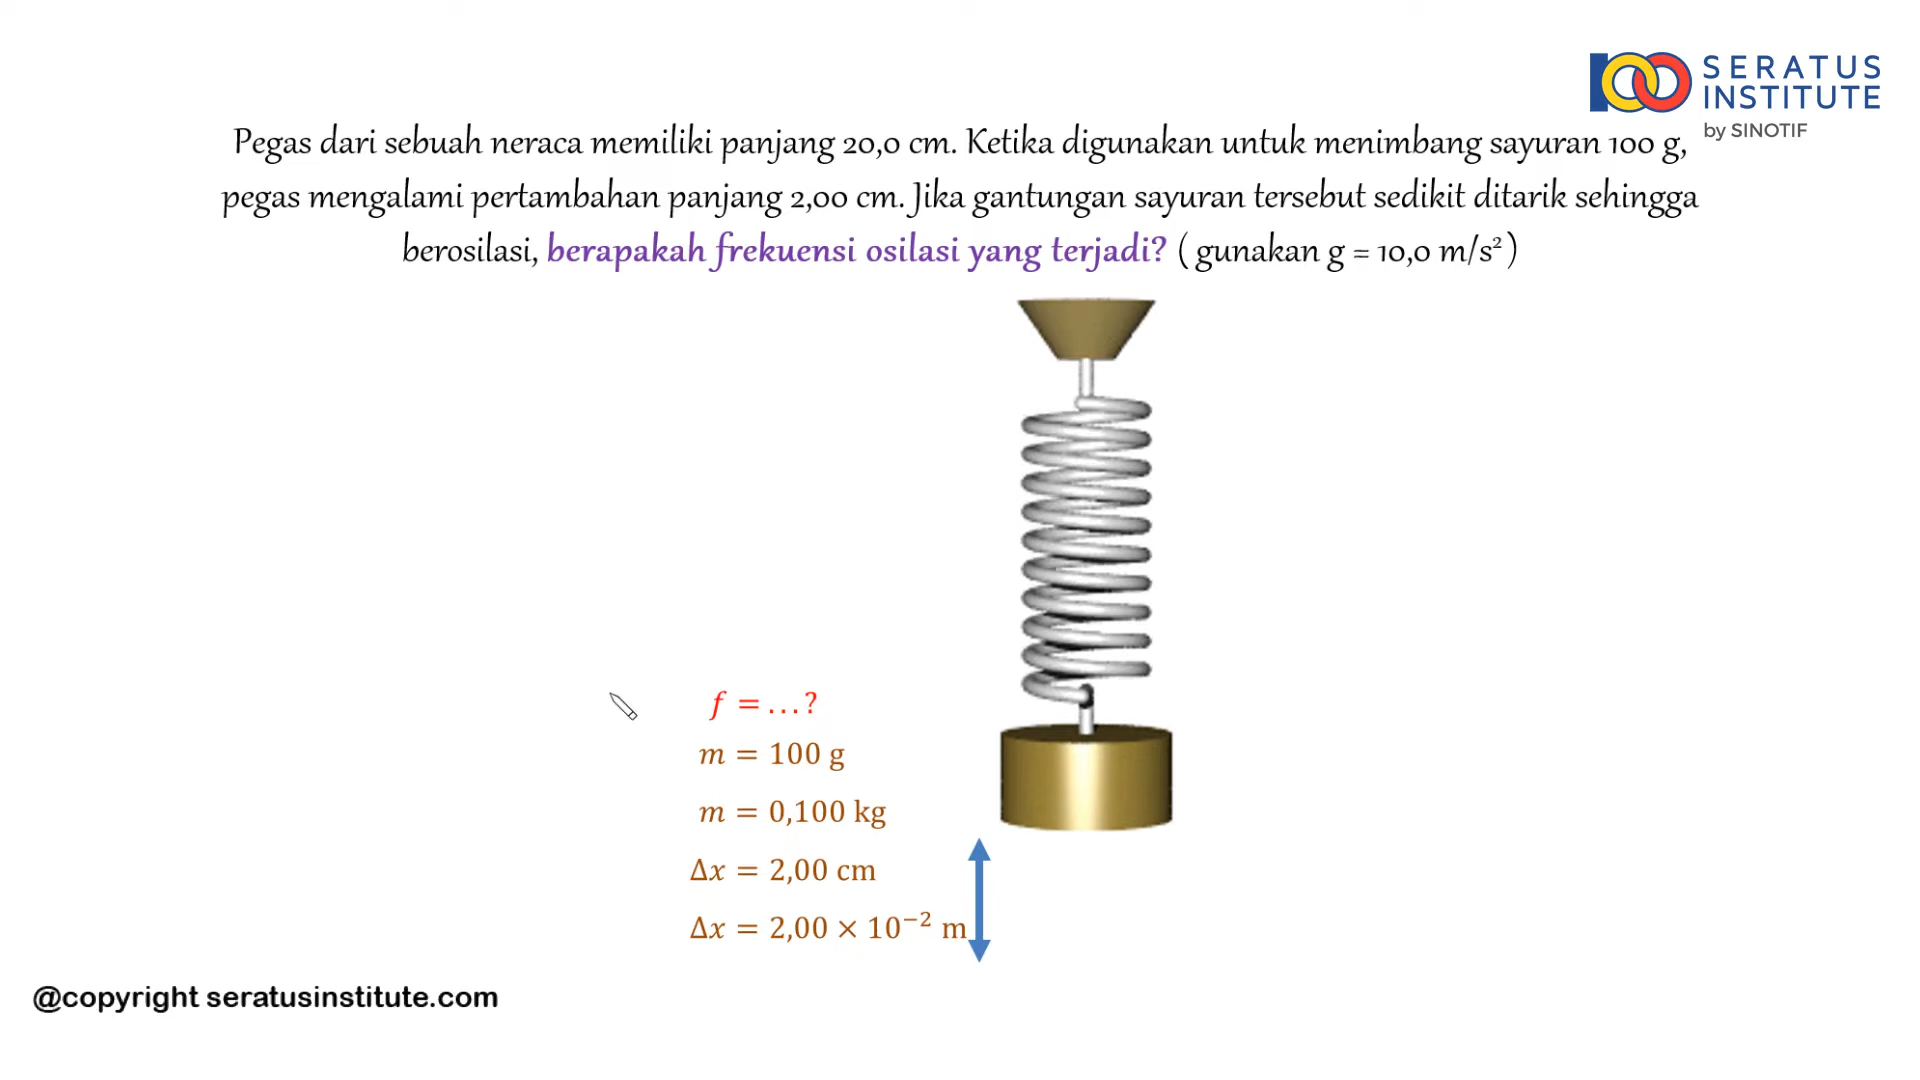 SERATUS
INSTITUTE
by SINOTIF
Pegas dari sebuah neraca memiliki panjang 20,0 cm. Ketika digunakan untuk menimbang sayuran 100 g,
pegas mengalami pertambahan panjang 2,00 cm. Jika gantungan sayuran tersebut sedikit ditarik sehingga
berosilasi, berapakah frekuensi osilasi yang terjadi? ( gunakan g = 10,0 m/s² )
f = ...?
m = 100 g
m = 0,100 kg
Δx = 2,00 cm
Δx = 2,00 × 10⁻² m
@copyright seratusinstitute.com